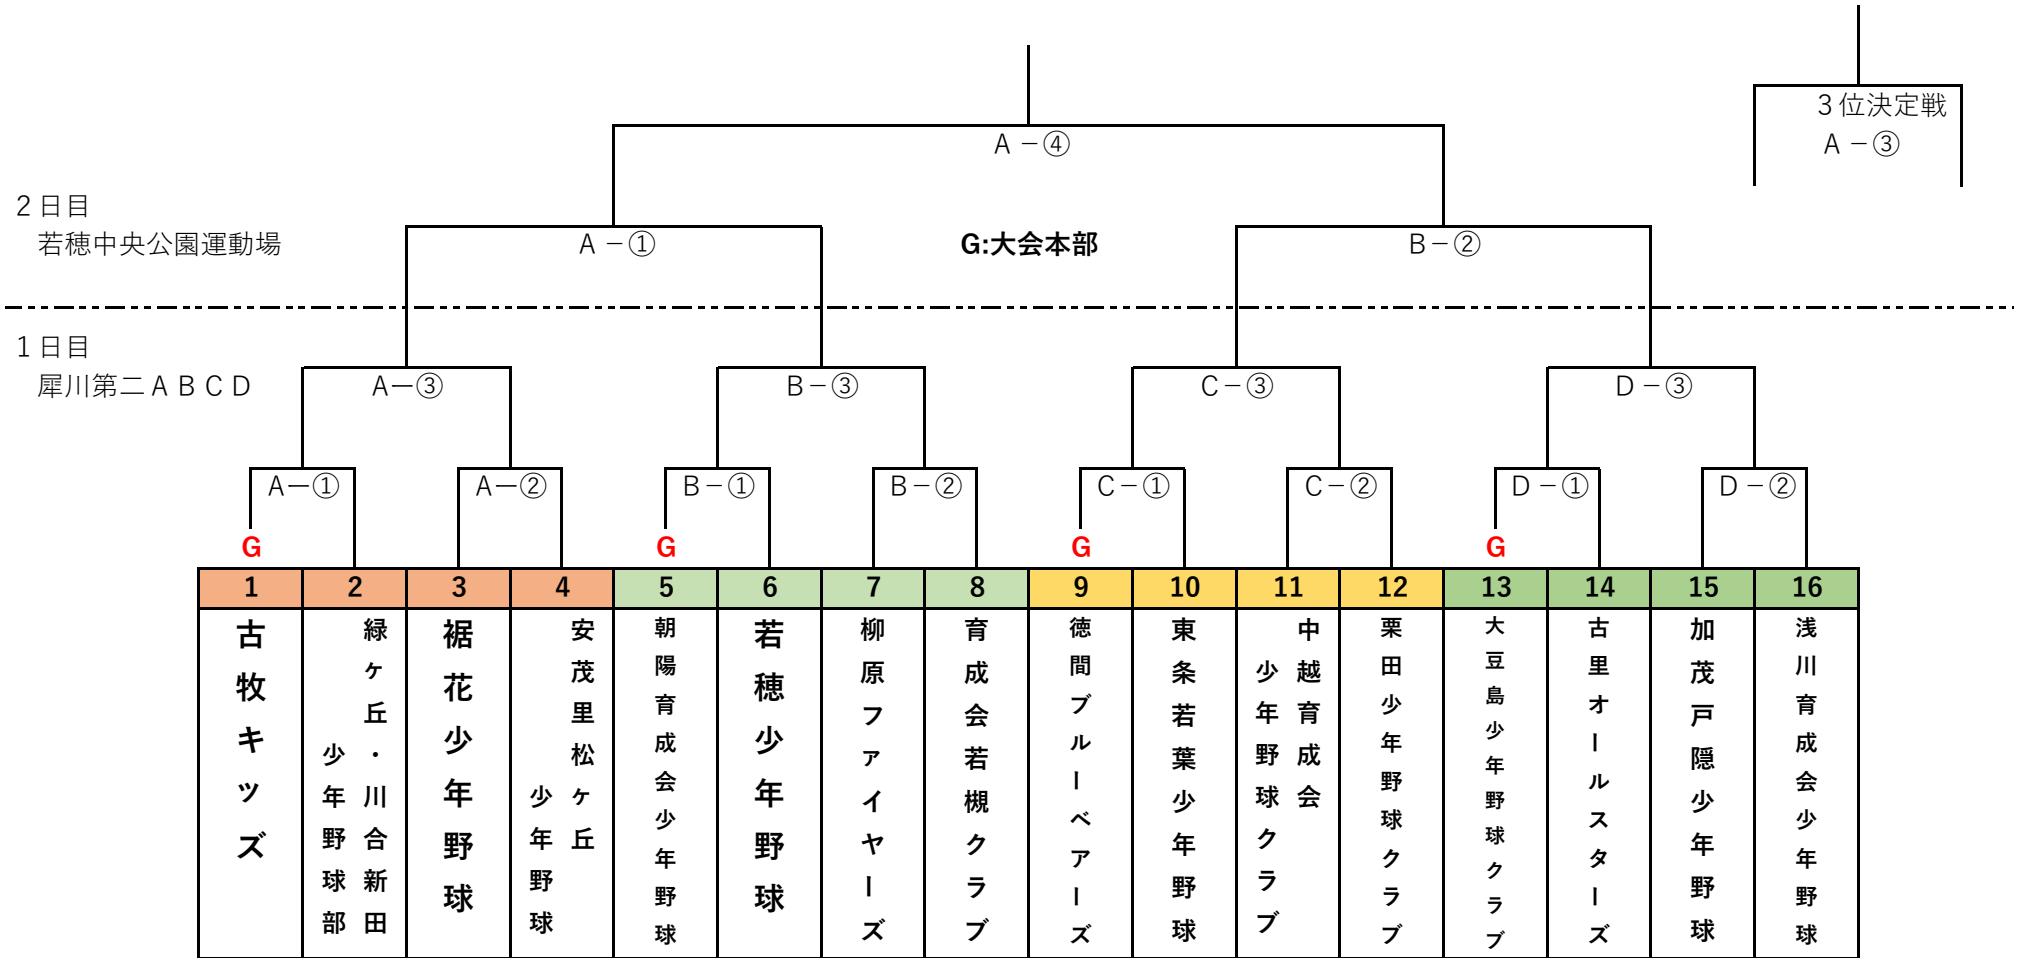 3位決定戦
A－④
A－③
2日目
若穂中央公園運動場
A－①
G:大会本部
B－②
1日目
犀川第二ABCD
A―③
B－③
C－③
D－③
A―①
A―②
B－①
B－②
C－①
C－②
D－①
D－②
G
G
G
G
1
2
3
4
5
6
7
8
9
10
11
12
13
14
15
16
古牧キッズ
緑ヶ丘・川合新田
少年野球部
裾花少年野球
安茂里松ヶ丘
少年野球
朝陽育成会少年野球
若穂少年野球
柳原ファイヤーズ
育成会若槻クラブ
徳間ブルーベアーズ
東条若葉少年野球
中越育成会
少年野球クラブ
栗田少年野球クラブ
大豆島少年野球クラブ
古里オールスターズ
加茂戸隠少年野球
浅川育成会少年野球